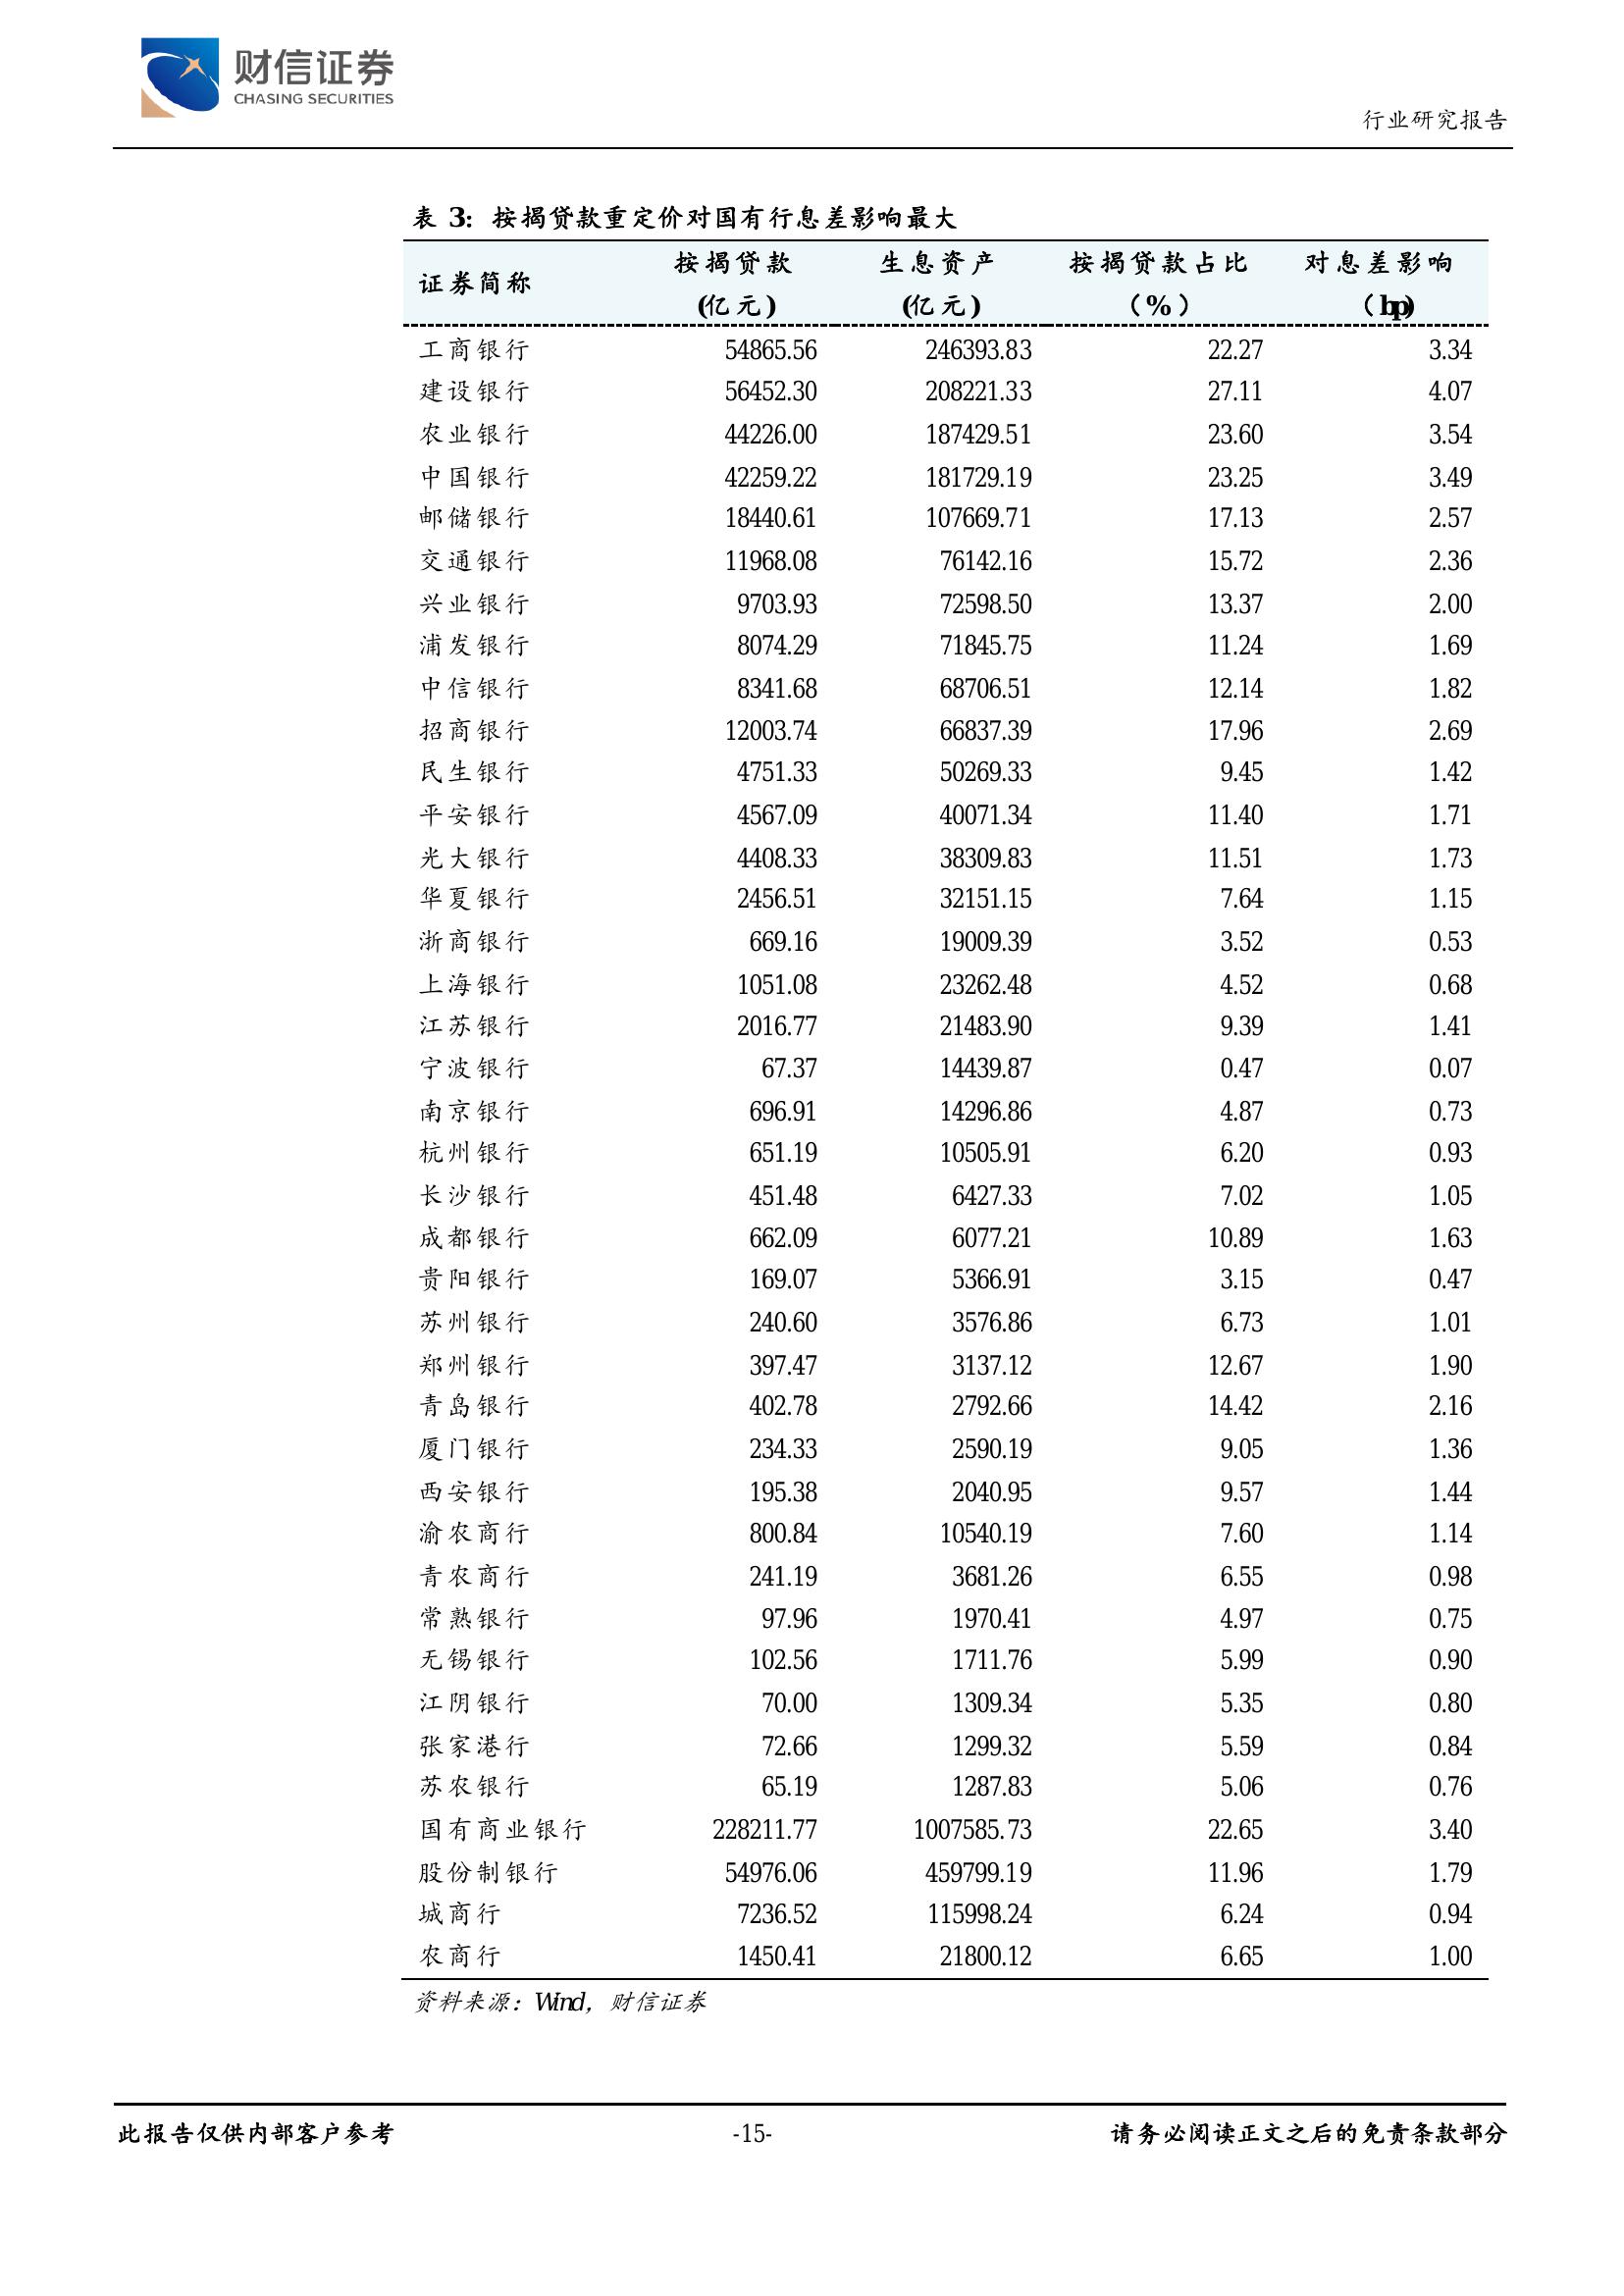 财信证券
CHASING SECURITIES
行业研究报告
表 3：按揭贷款重定价对国有行息差影响最大
证券简称 按揭贷款(亿元) 生息资产(亿元) 按揭贷款占比（%） 对息差影响（bp)
工商银行 54865.56 246393.83 22.27 3.34
建设银行 56452.30 208221.33 27.11 4.07
农业银行 44226.00 187429.51 23.60 3.54
中国银行 42259.22 181729.19 23.25 3.49
邮储银行 18440.61 107669.71 17.13 2.57
交通银行 11968.08 76142.16 15.72 2.36
兴业银行 9703.93 72598.50 13.37 2.00
浦发银行 8074.29 71845.75 11.24 1.69
中信银行 8341.68 68706.51 12.14 1.82
招商银行 12003.74 66837.39 17.96 2.69
民生银行 4751.33 50269.33 9.45 1.42
平安银行 4567.09 40071.34 11.40 1.71
光大银行 4408.33 38309.83 11.51 1.73
华夏银行 2456.51 32151.15 7.64 1.15
浙商银行 669.16 19009.39 3.52 0.53
上海银行 1051.08 23262.48 4.52 0.68
江苏银行 2016.77 21483.90 9.39 1.41
宁波银行 67.37 14439.87 0.47 0.07
南京银行 696.91 14296.86 4.87 0.73
杭州银行 651.19 10505.91 6.20 0.93
长沙银行 451.48 6427.33 7.02 1.05
成都银行 662.09 6077.21 10.89 1.63
贵阳银行 169.07 5366.91 3.15 0.47
苏州银行 240.60 3576.86 6.73 1.01
郑州银行 397.47 3137.12 12.67 1.90
青岛银行 402.78 2792.66 14.42 2.16
厦门银行 234.33 2590.19 9.05 1.36
西安银行 195.38 2040.95 9.57 1.44
渝农商行 800.84 10540.19 7.60 1.14
青农商行 241.19 3681.26 6.55 0.98
常熟银行 97.96 1970.41 4.97 0.75
无锡银行 102.56 1711.76 5.99 0.90
江阴银行 70.00 1309.34 5.35 0.80
张家港行 72.66 1299.32 5.59 0.84
苏农银行 65.19 1287.83 5.06 0.76
国有商业银行 228211.77 1007585.73 22.65 3.40
股份制银行 54976.06 459799.19 11.96 1.79
城商行 7236.52 115998.24 6.24 0.94
农商行 1450.41 21800.12 6.65 1.00
资料来源：Wind，财信证券
此报告仅供内部客户参考 -15- 请务必阅读正文之后的免责条款部分